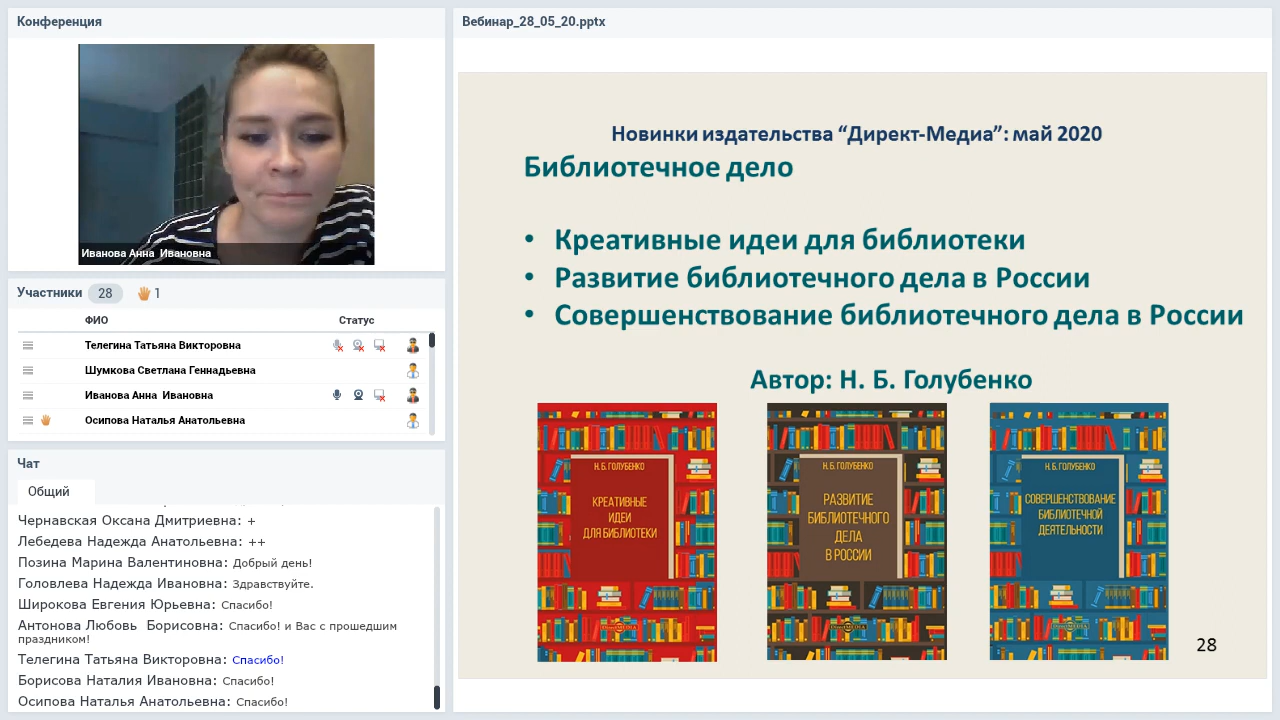 Конференция
Иванова Анна  Ивановна
Участники 28 1
ФИО Статус
Телегина Татьяна Викторовна
Шумкова Светлана Геннадьевна
Иванова Анна  Ивановна
Осипова Наталья Анатольевна
Чат
Общий
Чернавская Оксана Дмитриевна: +
Лебедева Надежда Анатольевна: ++
Позина Марина Валентиновна: Добрый день!
Головлева Надежда Ивановна: Здравствуйте.
Широкова Евгения Юрьевна: Спасибо!
Антонова Любовь  Борисовна: Спасибо! и Вас с прошедшим
праздником!
Телегина Татьяна Викторовна: Спасибо!
Борисова Наталия Ивановна: Спасибо!
Осипова Наталья Анатольевна: Спасибо!
Вебинар_28_05_20.pptx
Новинки издательства “Директ-Медиа”: май 2020
Библиотечное дело
• Креативные идеи для библиотеки
• Развитие библиотечного дела в России
• Совершенствование библиотечного дела в России
Автор: Н. Б. Голубенко
Н. Б. ГОЛУБЕНКО
КРЕАТИВНЫЕ
ИДЕИ
ДЛЯ БИБЛИОТЕКИ
DirectMEDIA
Н. Б. ГОЛУБЕНКО
РАЗВИТИЕ
БИБЛИОТЕЧНОГО
ДЕЛА
В РОССИИ
DirectMEDIA
Н. Б. ГОЛУБЕНКО
СОВЕРШЕНСТВОВАНИЕ
БИБЛИОТЕЧНОЙ
ДЕЯТЕЛЬНОСТИ
DirectMEDIA
28